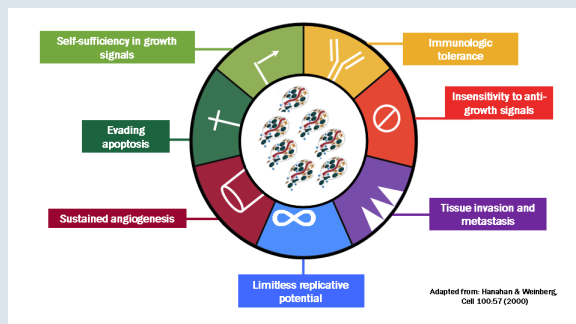 Self-sufficiency in growth
signals
Immunologic
tolerance
Insensitivity to anti-
growth signals
Evading
apoptosis
Sustained angiogenesis
Tissue invasion and
metastasis
Limitless replicative
potential
Adapted from: Hanahan & Weinberg,
Cell 100:57 (2000)